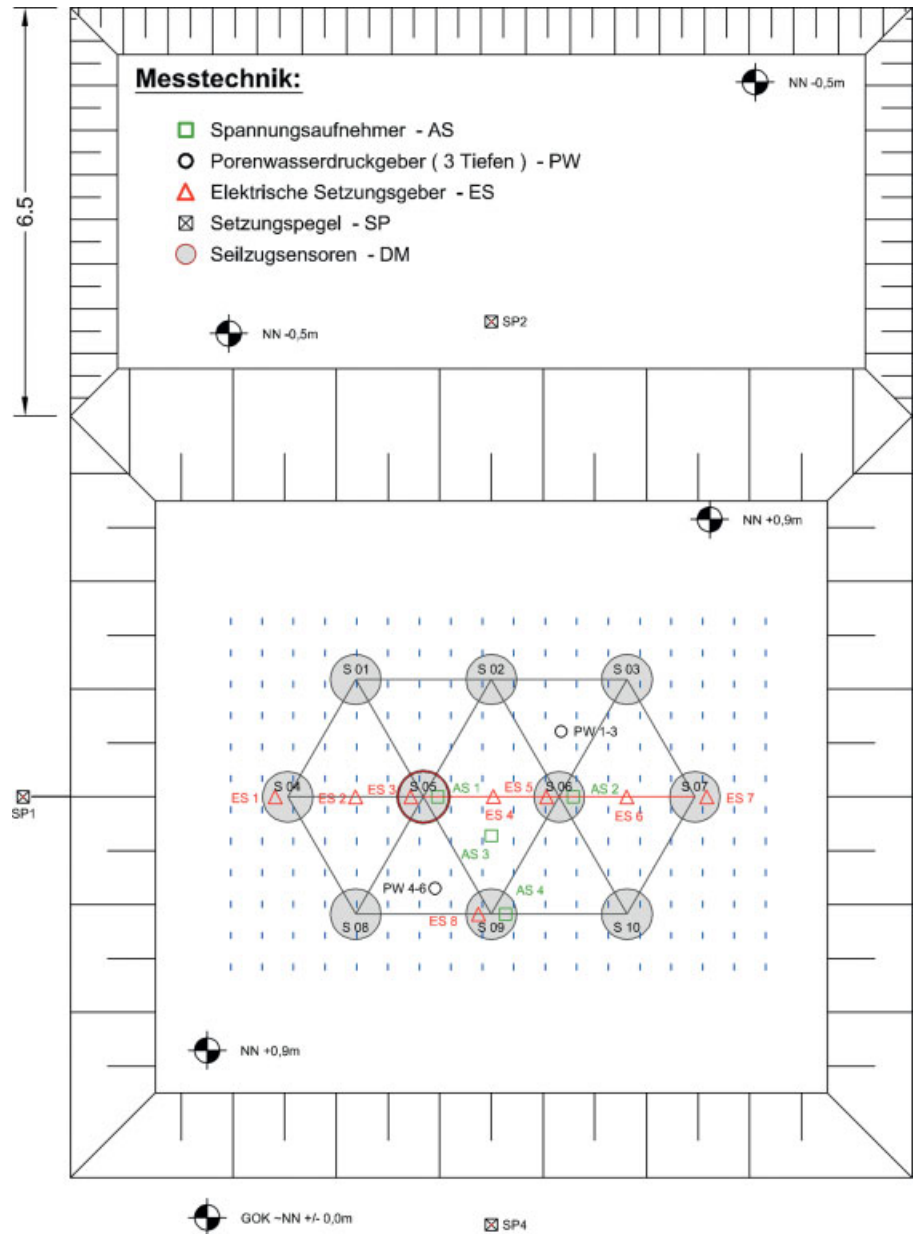 Messtechnik:
NN -0,5m
Spannungsaufnehmer - AS
Porenwasserdruckgeber ( 3 Tiefen ) - PW
Elektrische Setzungsgeber - ES
Setzungspegel - SP
Seilzugsensoren - DM
6.5
NN -0,5m
SP2
NN +0,9m
S 01
S 02
S 03
PW 1-3
S 04
ES 1
ES 2
ES 3
S 05
AS 1
ES 4
ES 5
S 06
AS 2
ES 6
S 07
ES 7
SP1
AS 3
PW 4-6
AS 4
ES 8
S 08
S 09
S 10
NN +0,9m
GOK ~NN +/- 0,0m
SP4